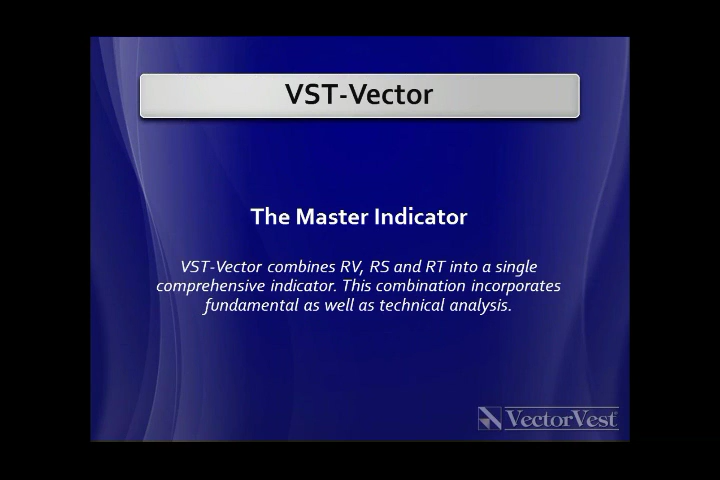 VST-Vector
The Master Indicator
VST-Vector combines RV, RS and RT into a single
comprehensive indicator. This combination incorporates
fundamental as well as technical analysis.
VectorVest®